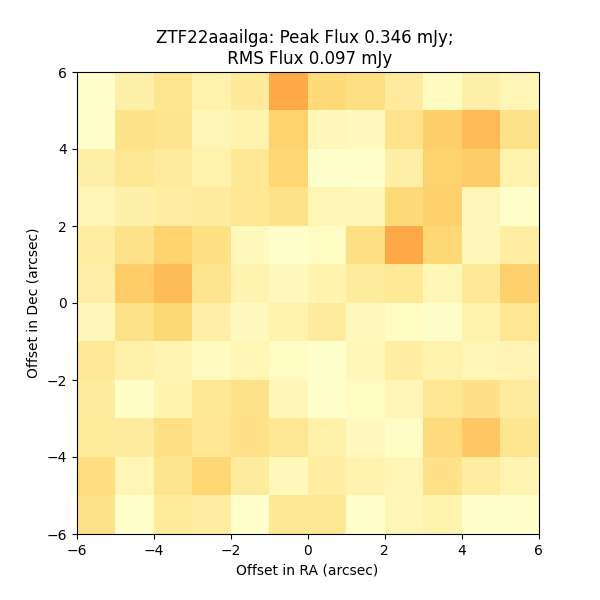 ZTF22aaailga: Peak Flux 0.346 mJy;
RMS Flux 0.097 mJy
6
4
2
0
−2
−4
−6
Offset in Dec (arcsec)
−6 −4 −2 0 2 4 6
Offset in RA (arcsec)